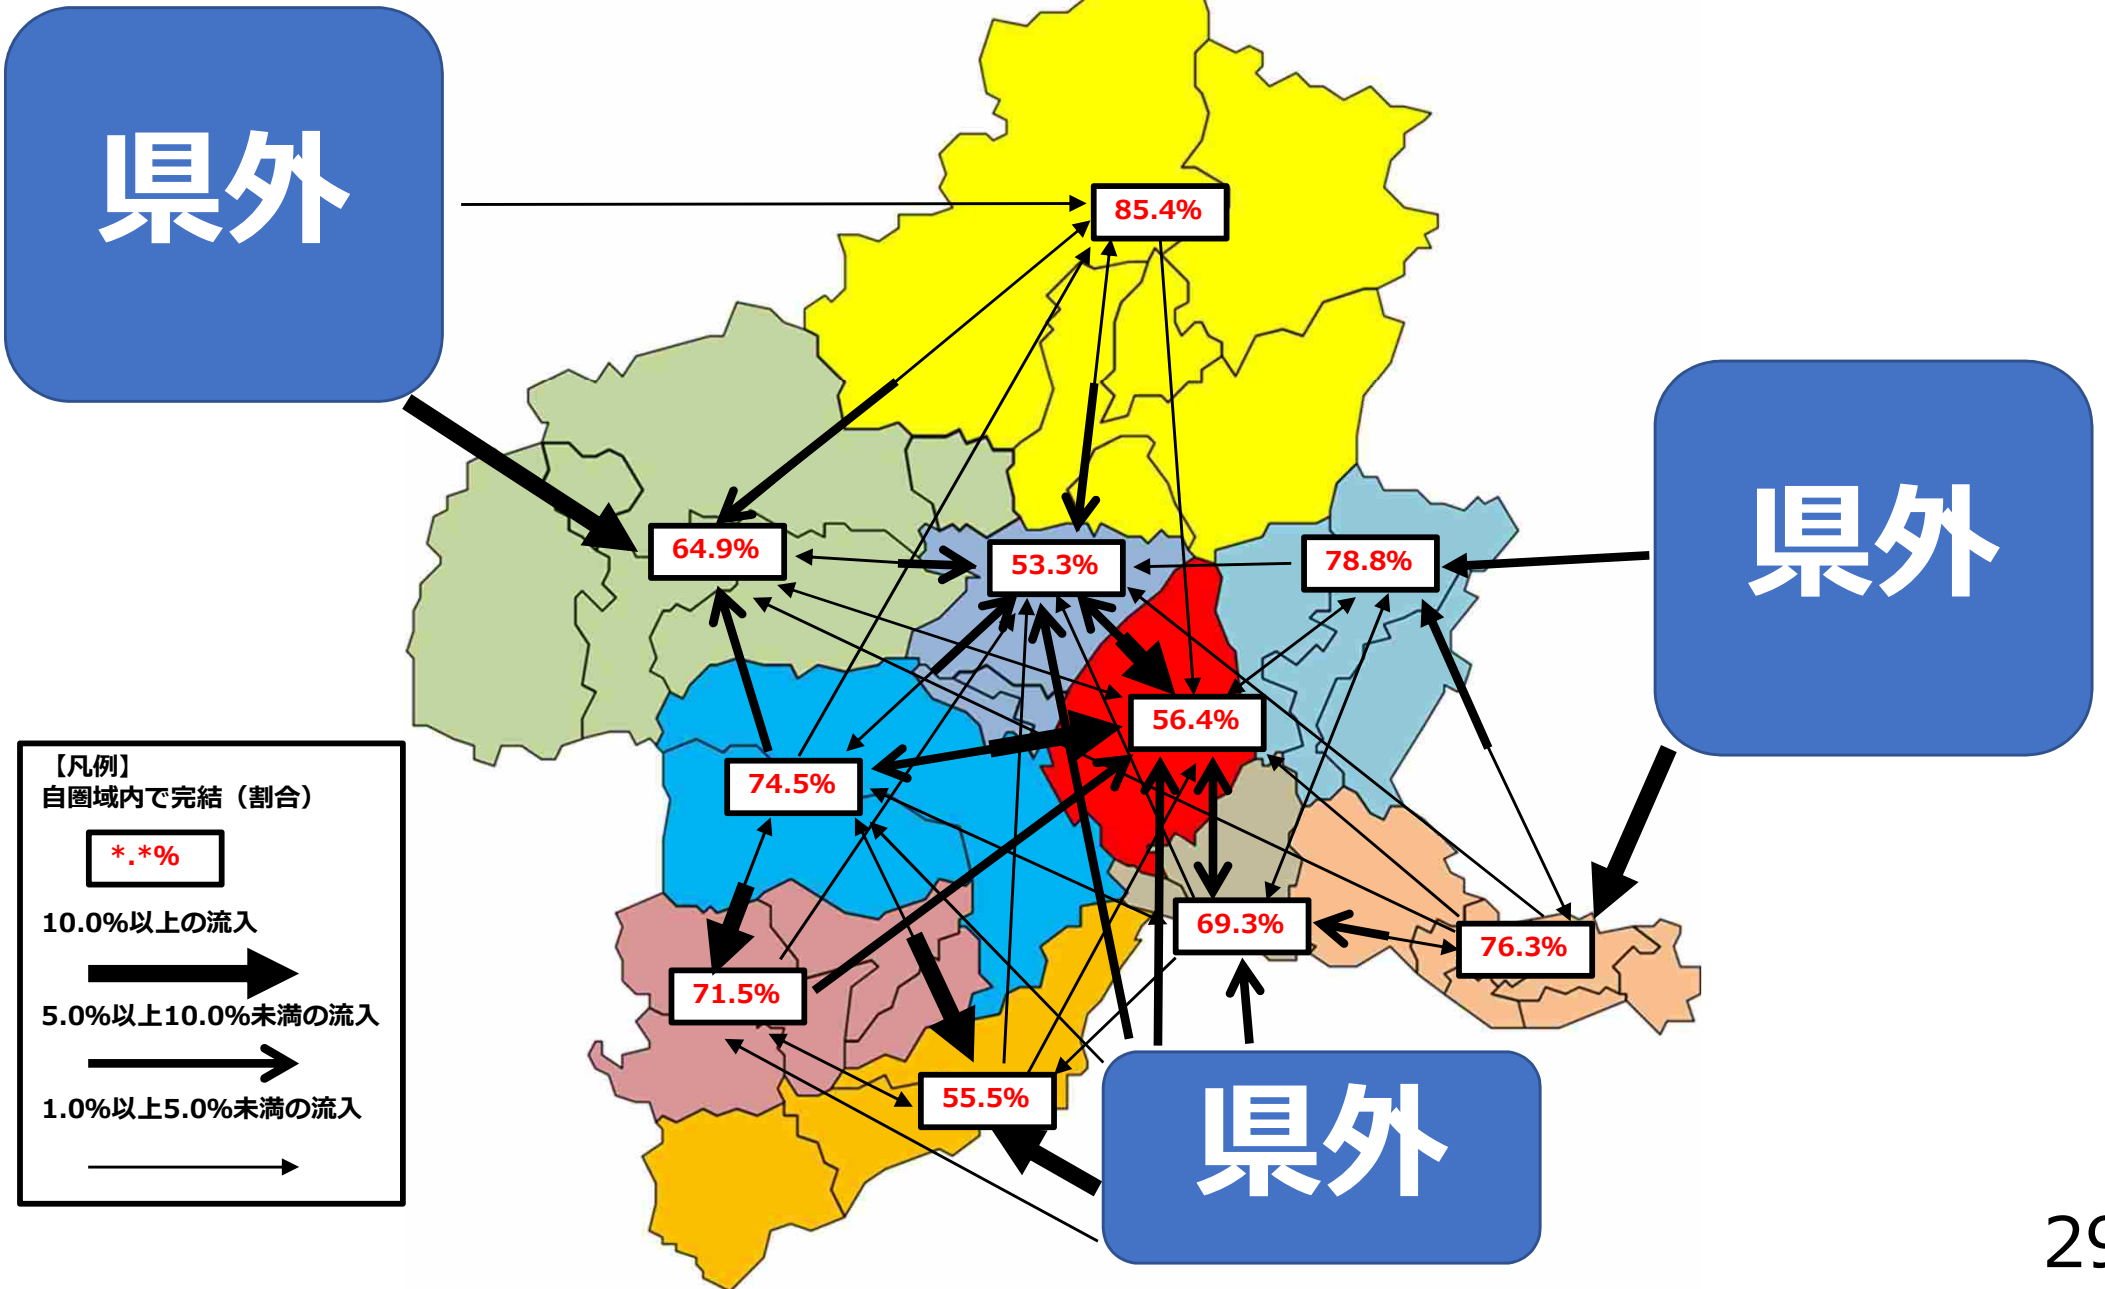 県外
85.4%
県外
64.9%
53.3%
78.8%
56.4%
74.5%
【凡例】
自圏域内で完結（割合）
*.*%
10.0%以上の流入
5.0%以上10.0%未満の流入
1.0%以上5.0%未満の流入
69.3%
76.3%
71.5%
55.5%
県外
29